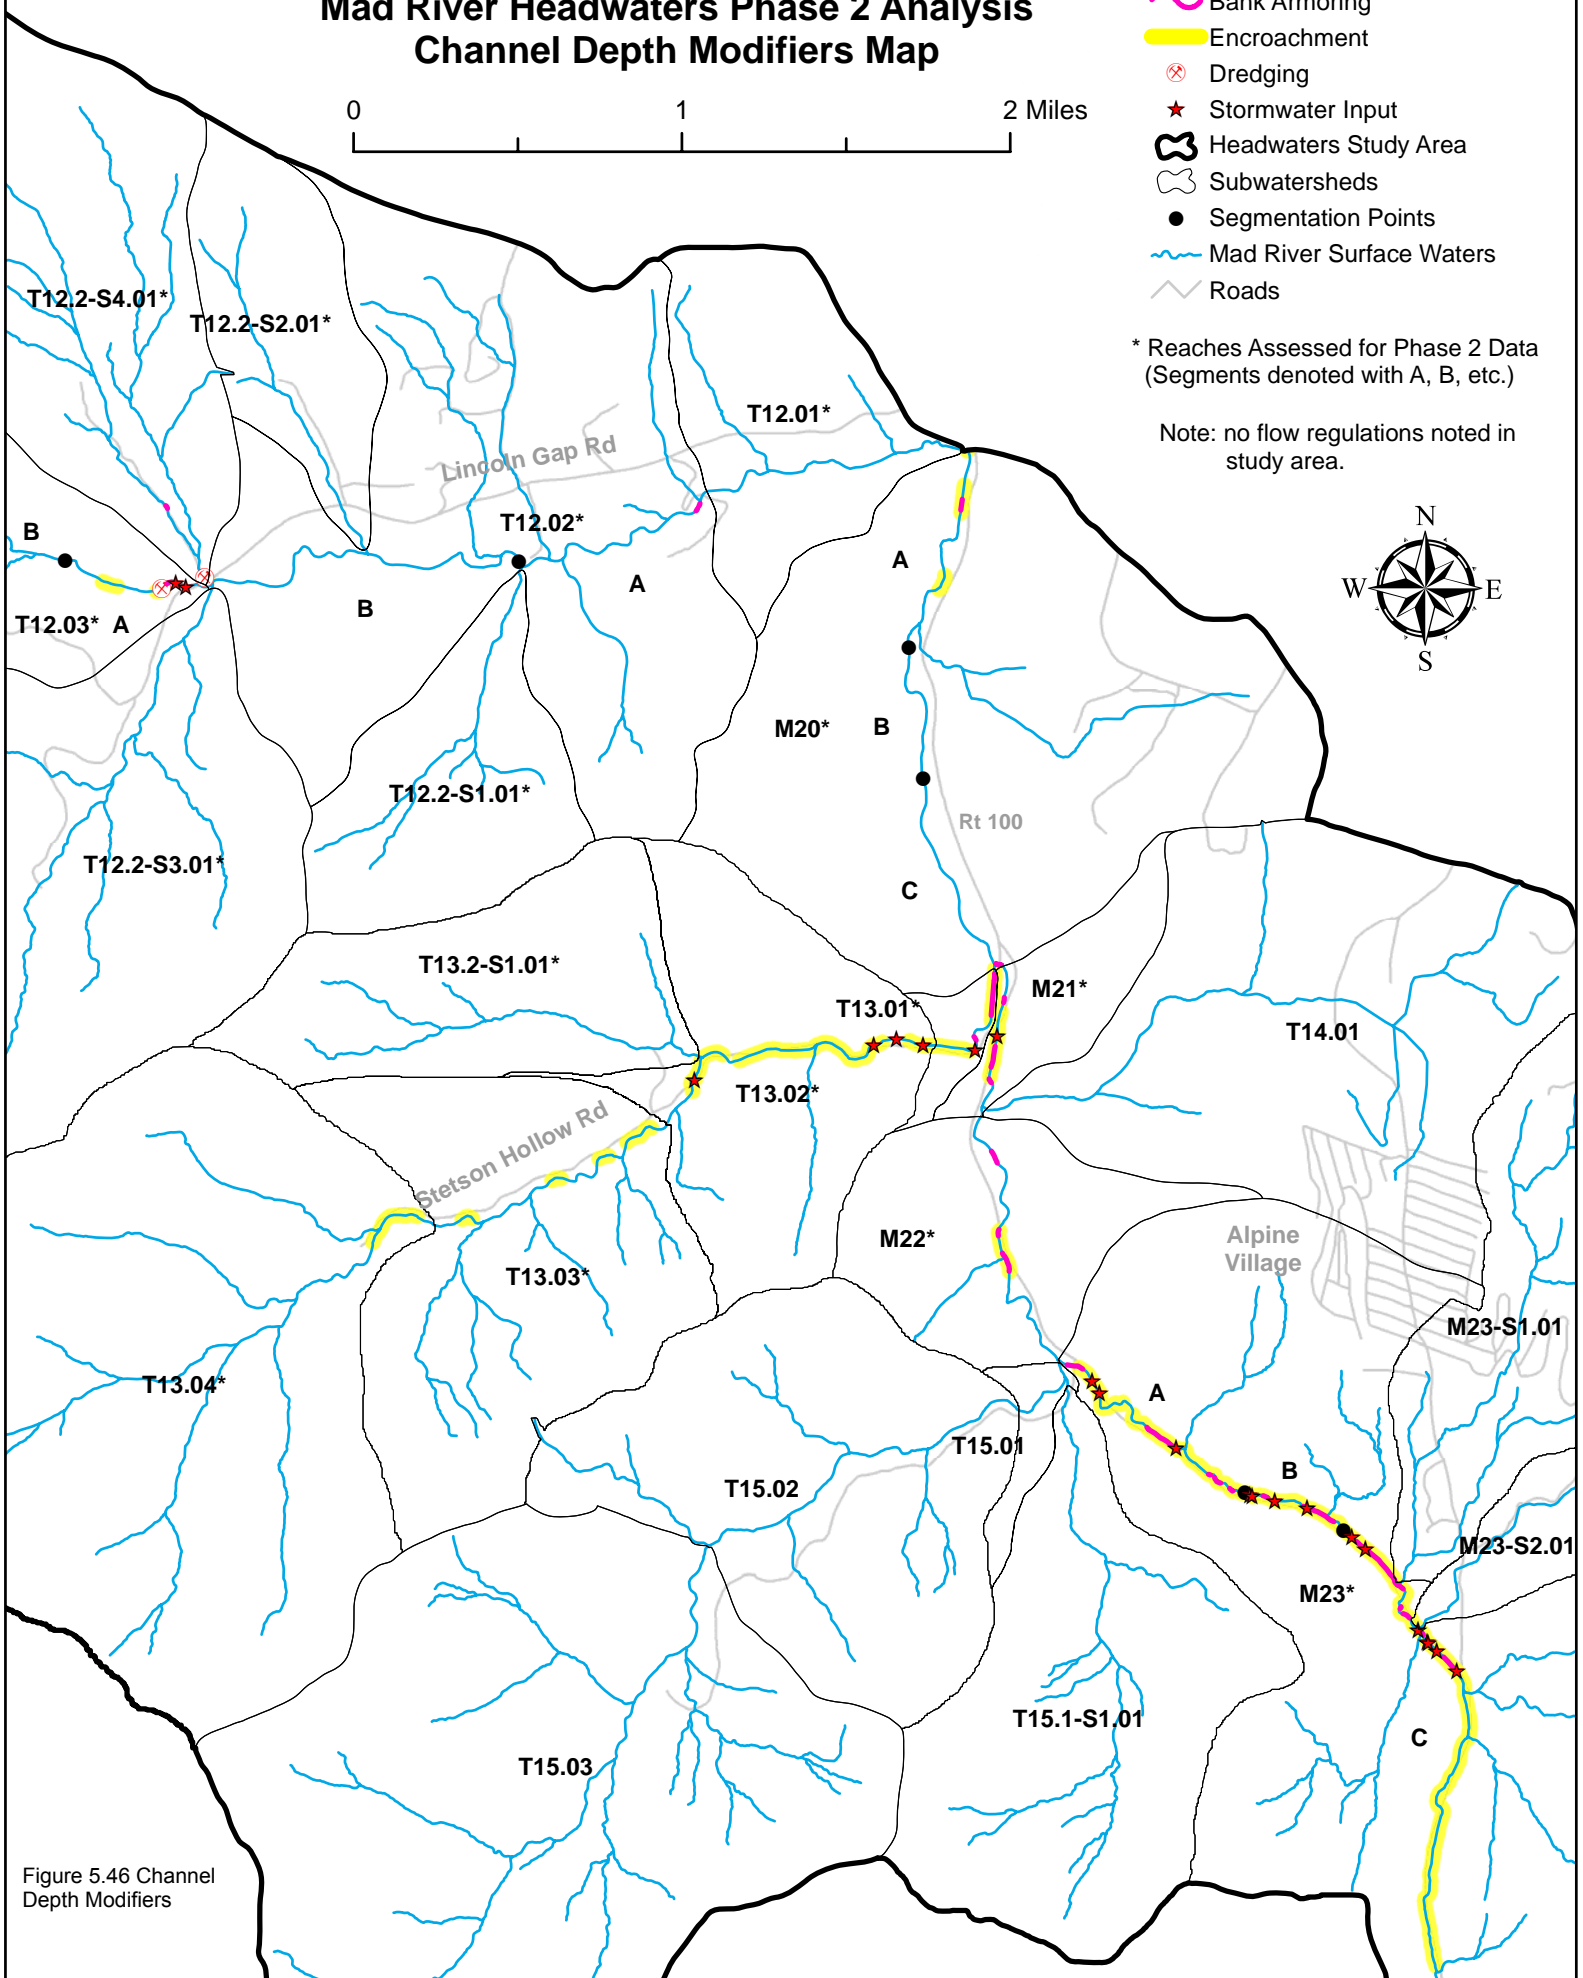 Mad River Headwaters Phase 2 Analysis
Channel Depth Modifiers Map
0 1 2 Miles
Bank Armoring
Encroachment
Dredging
Stormwater Input
Headwaters Study Area
Subwatersheds
Segmentation Points
Mad River Surface Waters
Roads
* Reaches Assessed for Phase 2 Data
(Segments denoted with A, B, etc.)
Note: no flow regulations noted in
study area.
N
W E
S
T12.2-S4.01*
T12.2-S2.01*
T12.01*
Lincoln Gap Rd
T12.02*
B
A
A
B
T12.03* A
M20*
B
T12.2-S1.01*
Rt 100
T12.2-S3.01*
C
T13.2-S1.01*
M21*
T13.01*
T14.01
T13.02*
Stetson Hollow Rd
M22*
Alpine
Village
T13.03*
M23-S1.01
T13.04*
A
T15.01
B
T15.02
M23-S2.01
M23*
T15.1-S1.01
C
T15.03
Figure 5.46 Channel
Depth Modifiers